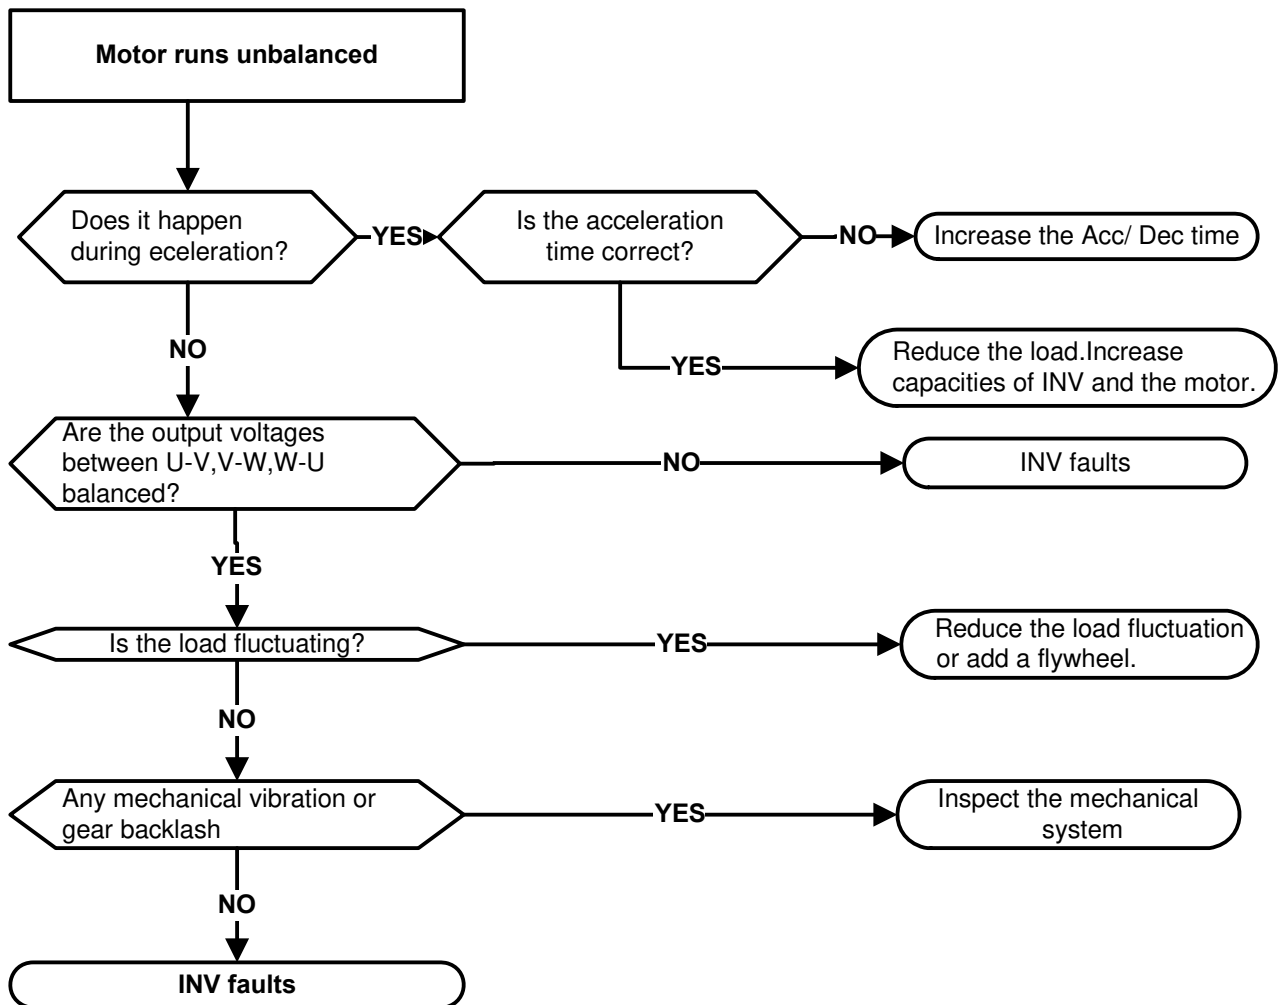 Motor runs unbalanced
Does it happen
during eceleration?
YES
Is the acceleration
time correct?
NO
Increase the Acc/ Dec time
NO
YES
Reduce the load.Increase
capacities of INV and the motor.
Are the output voltages
between U-V,V-W,W-U
balanced?
NO
INV faults
YES
Is the load fluctuating?
YES
Reduce the load fluctuation
or add a flywheel.
NO
Any mechanical vibration or
gear backlash
YES
Inspect the mechanical
system
NO
INV faults